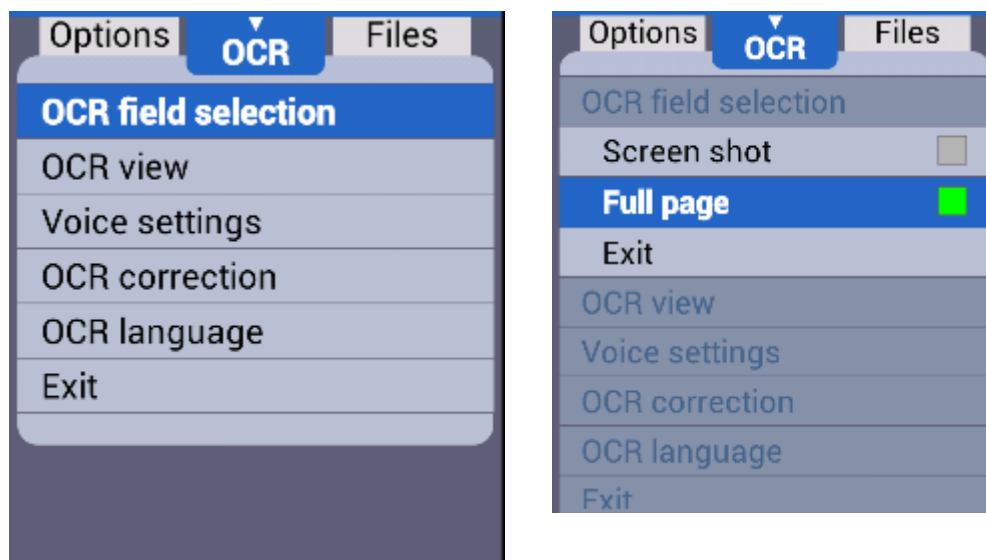 Options OCR Files
OCR field selection
OCR view
Voice settings
OCR correction
OCR language
Exit
Options OCR Files
OCR field selection
Screen shot
Full page
Exit
OCR view
Voice settings
OCR correction
OCR language
Exit